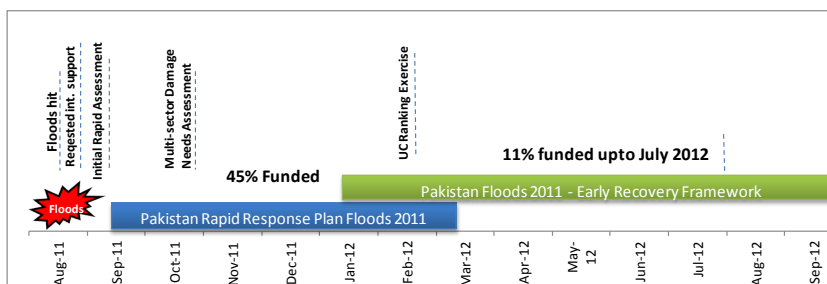 Floods hit
Reqested int. support
Initial Rapid Assessment
Multi-sector Damage
Needs Assessment
UC Ranking Exercise
45% Funded
11% funded upto July 2012
Pakistan Floods 2011 - Early Recovery Framework
Floods
Pakistan Rapid Response Plan Floods 2011
Aug-11
Sep-11
Oct-11
Nov-11
Dec-11
Jan-12
Feb-12
Mar-12
Apr-12
May-
12
Jun-12
Jul-12
Aug-12
Sep-12